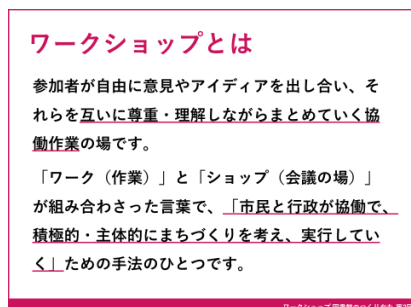 ワークショップとは
参加者が自由に意見やアイディアを出し合い、そ
れらを互いに尊重・理解しながらまとめていく協
働作業の場です。
「ワーク（作業）」と「ショップ（会議の場）」
が組み合わさった言葉で、「市民と行政が協働で、
積極的・主体的にまちづくりを考え、実行してい
く」ための手法のひとつです。